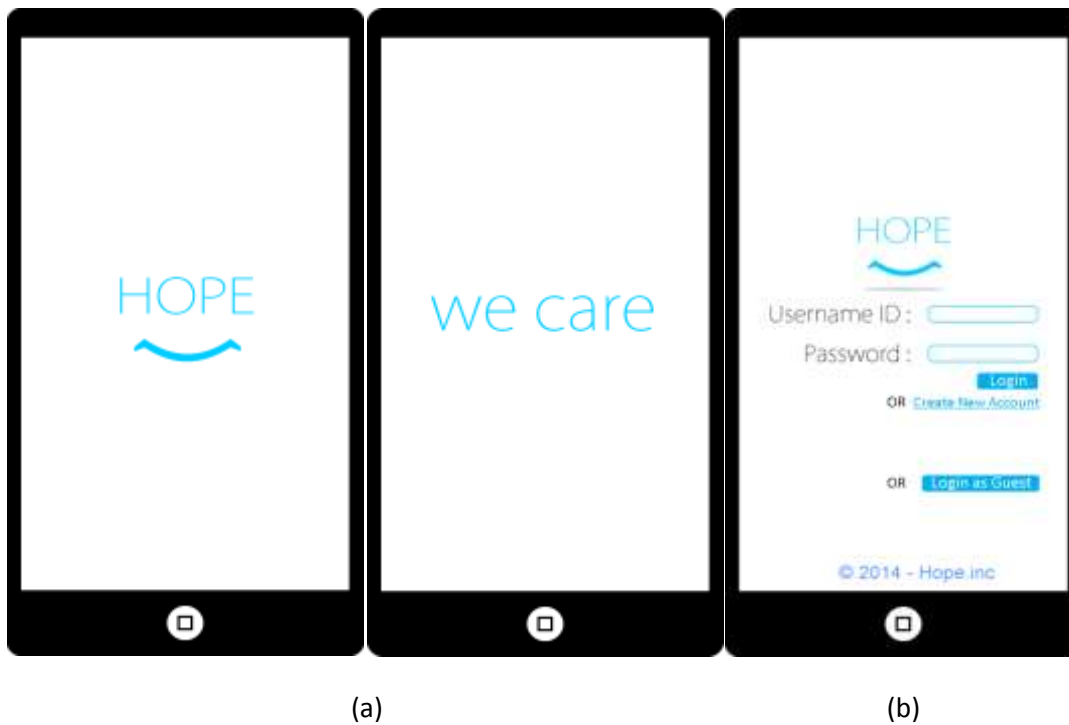 HOPE
we care
HOPE
Username ID :
Password :
Login
OR Create New Account
OR Login as Guest
© 2014 - Hope.inc
(a)
(b)